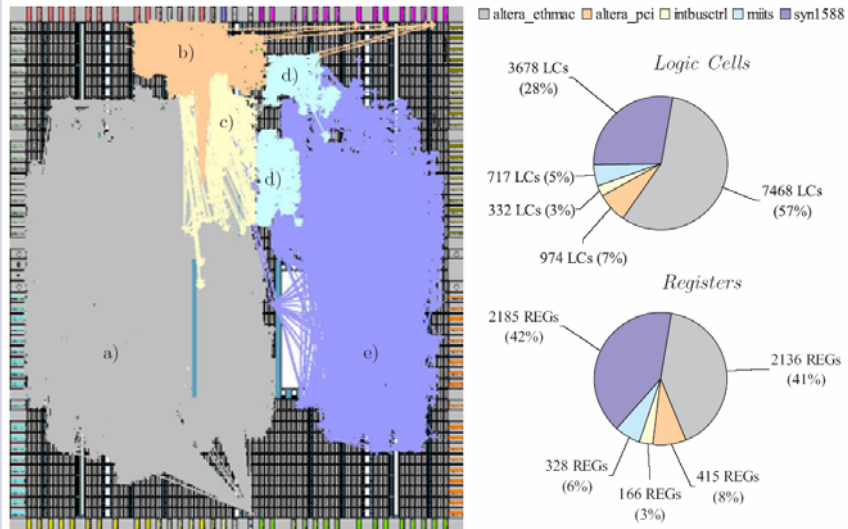 altera_ethmac altera_pci intbusctrl miits syn1588
b)
d)
c)
d)
a)
e)
Logic Cells
3678 LCs
(28%)
717 LCs (5%)
332 LCs (3%)
974 LCs (7%)
7468 LCs
(57%)
Registers
2185 REGs
(42%)
2136 REGs
(41%)
328 REGs
(6%)
166 REGs
(3%)
415 REGs
(8%)